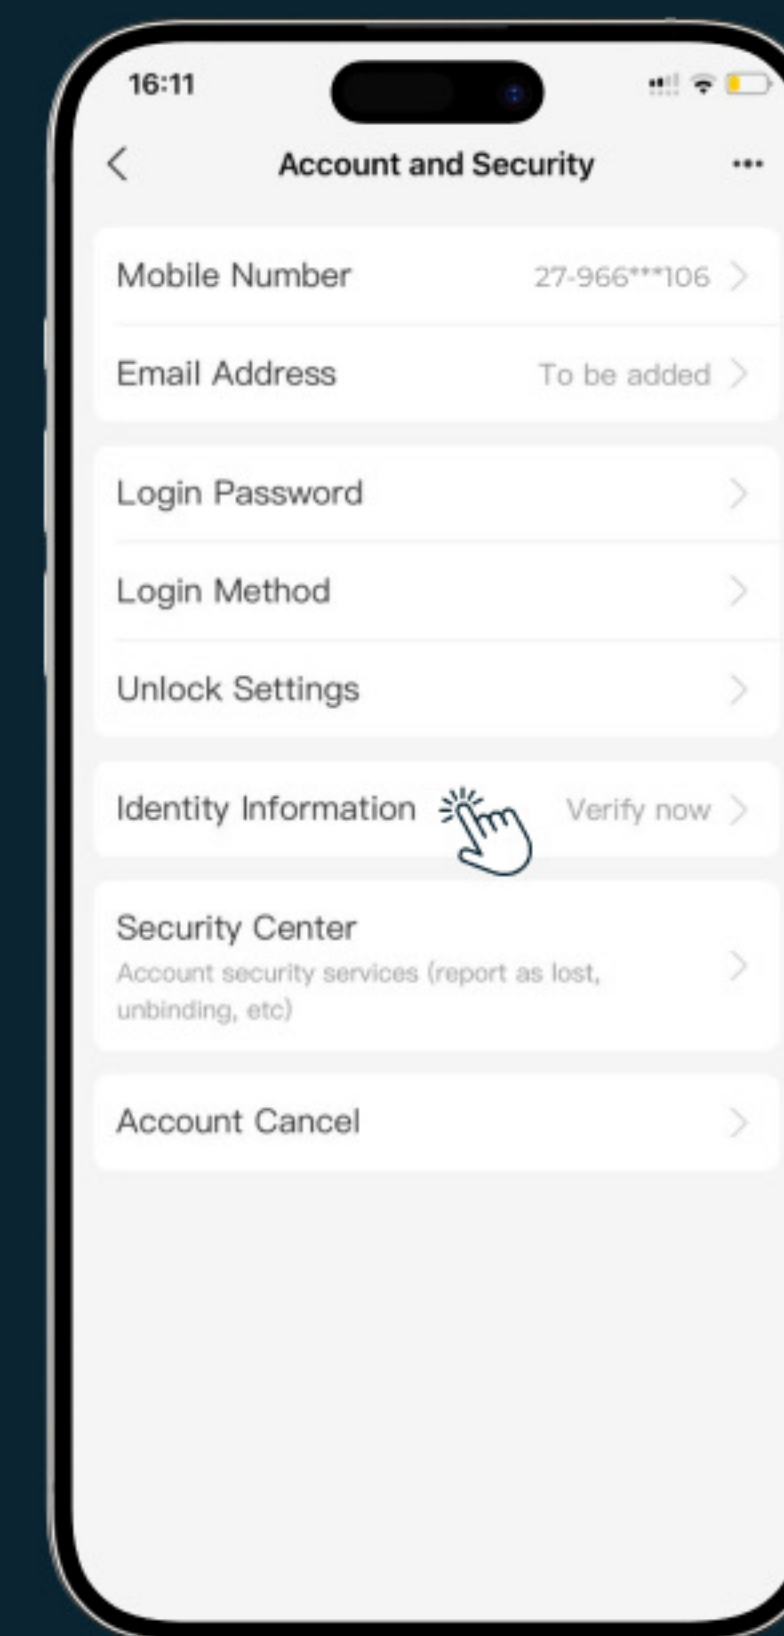 16:11
Account and Security
Mobile Number 27-966***106
Email Address To be added
Login Password
Login Method
Unlock Settings
Identity Information Verify now
Security Center
Account security services (report as lost,
unbinding, etc)
Account Cancel